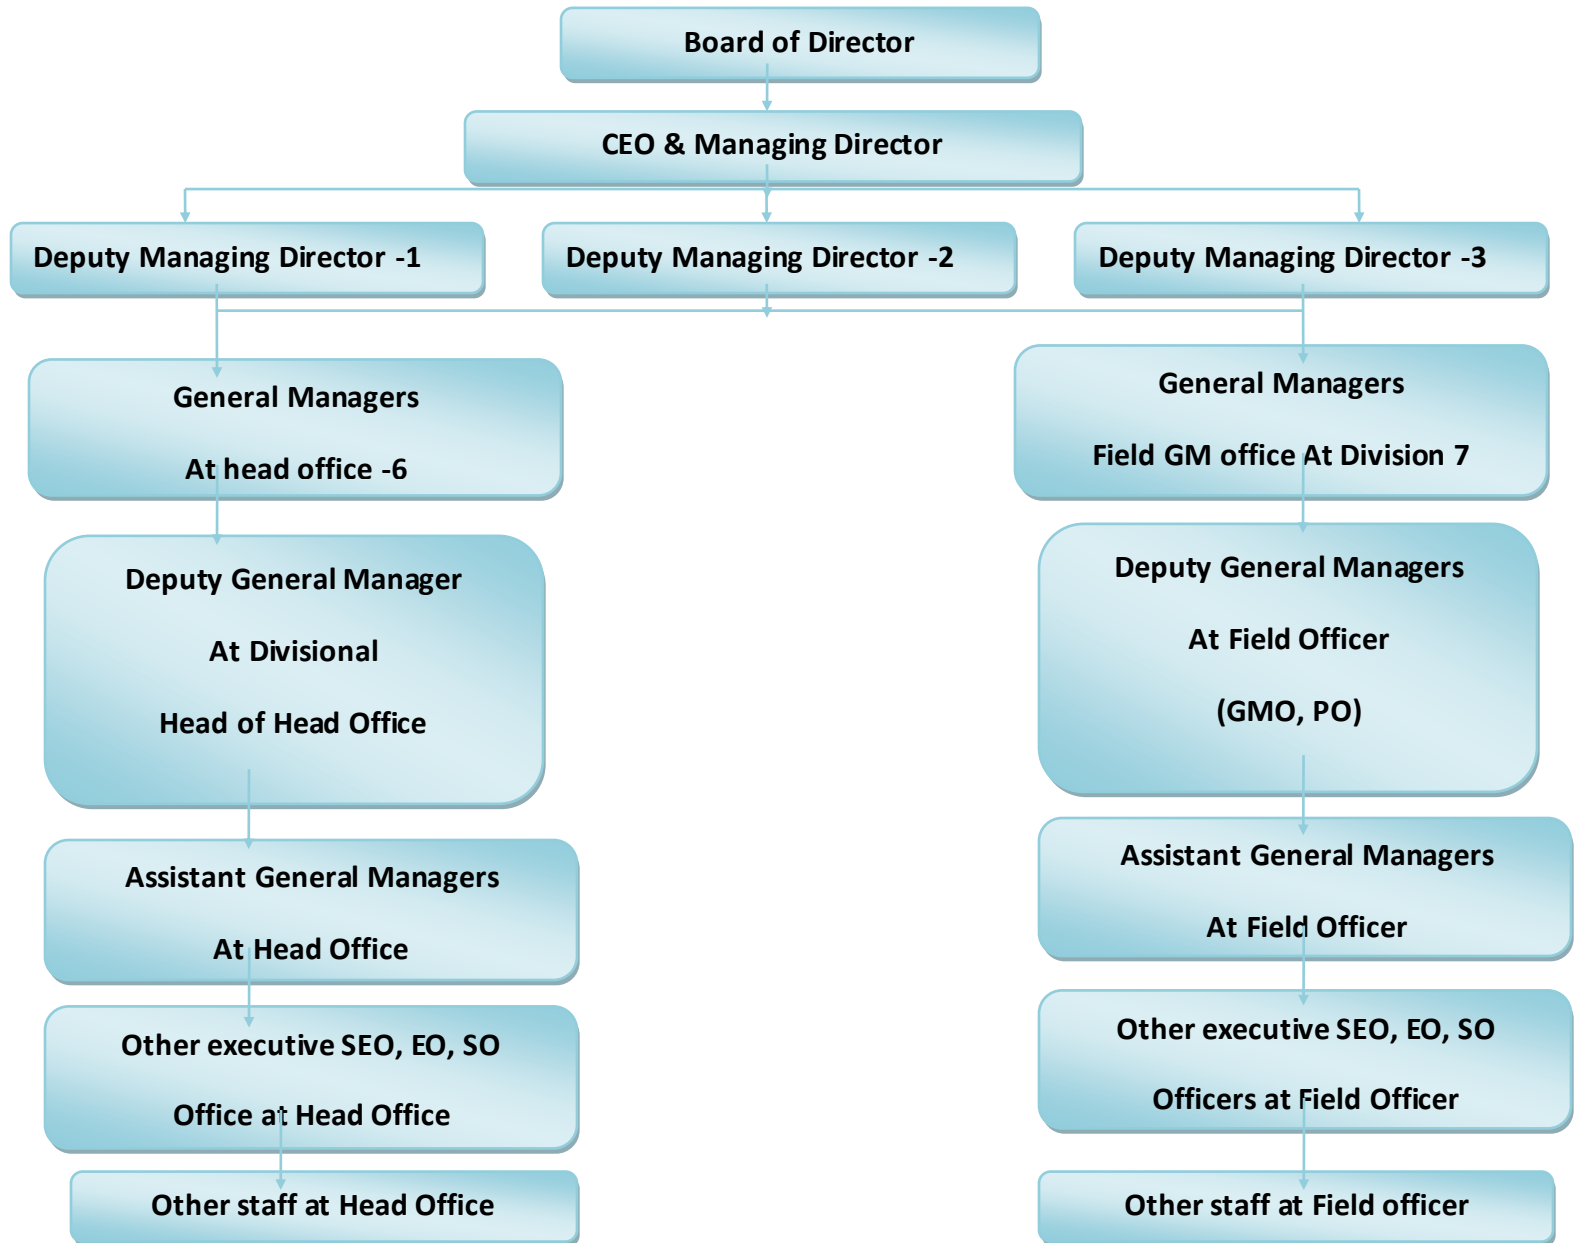 Board of Director
CEO & Managing Director
Deputy Managing Director -1
Deputy Managing Director -2
Deputy Managing Director -3
General Managers
At head office -6
General Managers
Field GM office At Division 7
Deputy General Manager
At Divisional
Head of Head Office
Deputy General Managers
At Field Officer
(GMO, PO)
Assistant General Managers
At Head Office
Assistant General Managers
At Field Officer
Other executive SEO, EO, SO
Office at Head Office
Other executive SEO, EO, SO
Officers at Field Officer
Other staff at Head Office
Other staff at Field officer